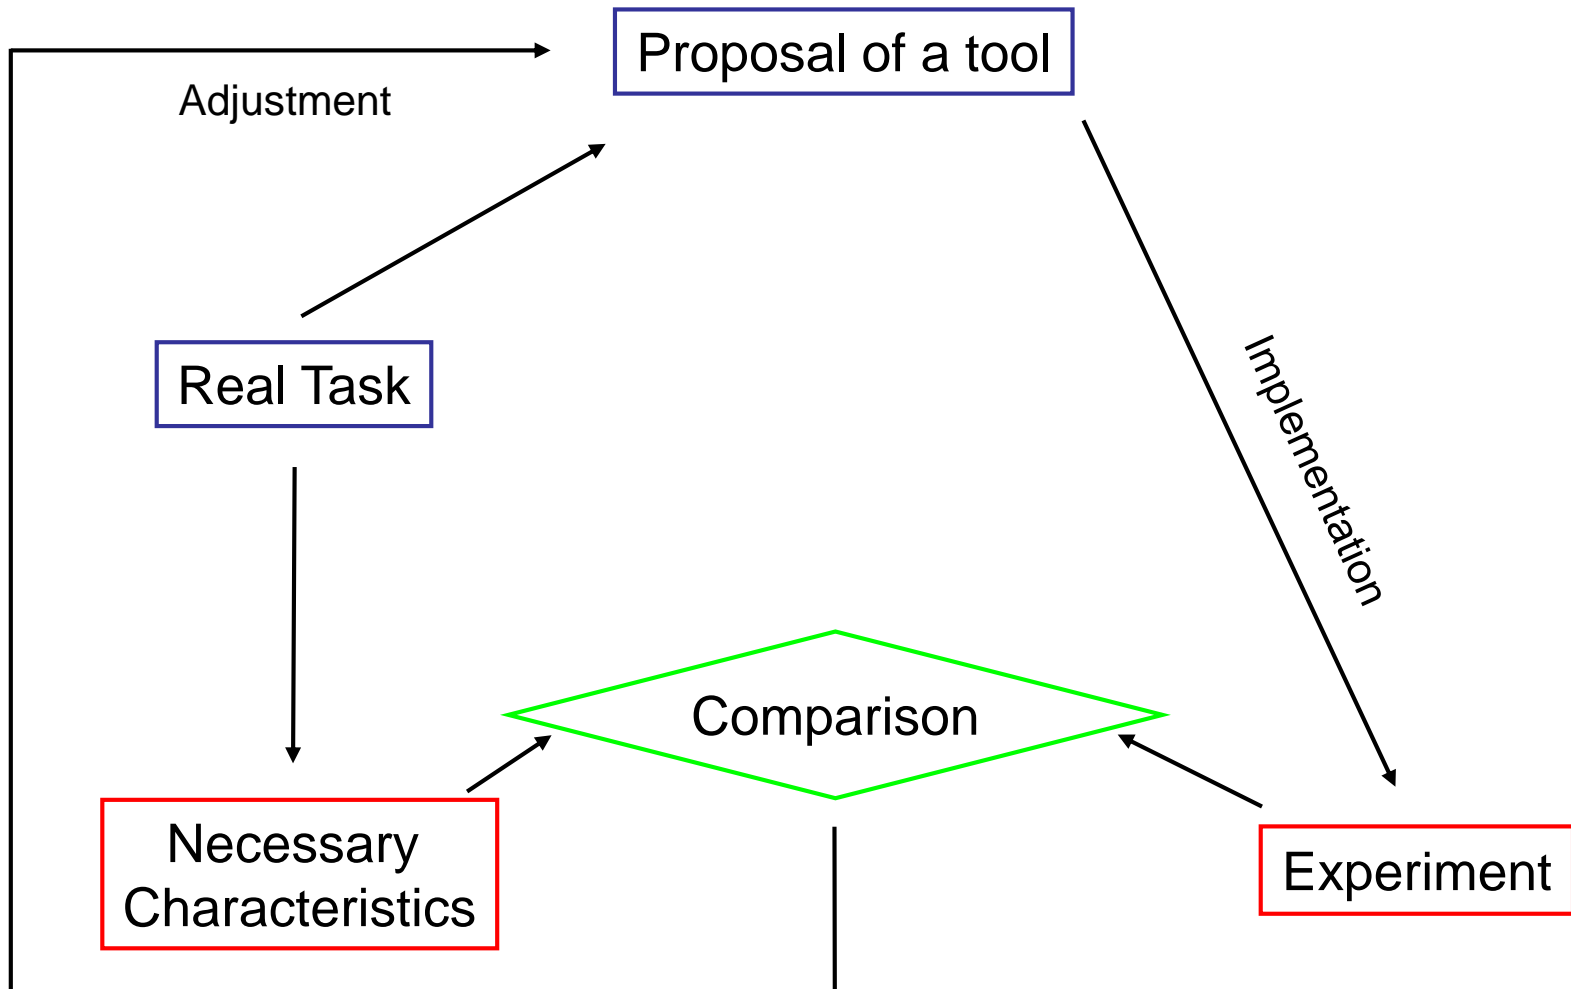 Proposal of a tool
Adjustment
Real Task
Implementation
Comparison
Necessary
Characteristics
Experiment